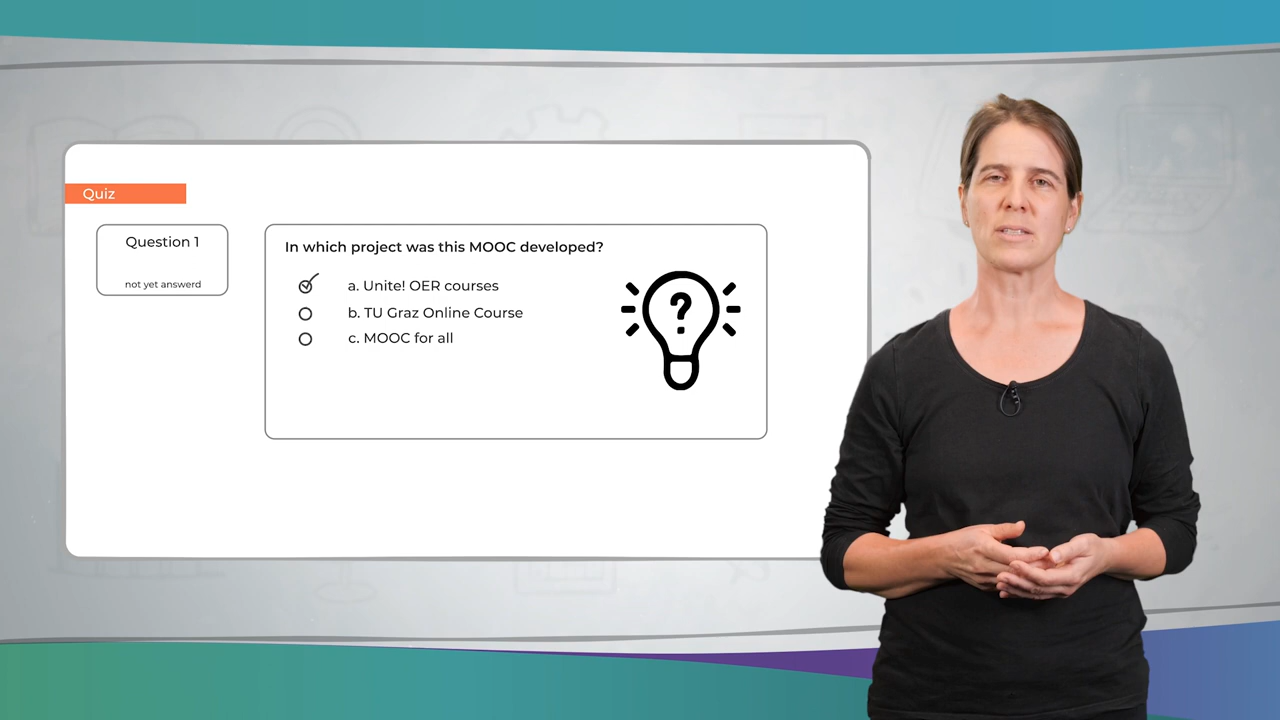 Quiz
Question 1
not yet answerd
In which project was this MOOC developed?
a. Unite! OER courses
b. TU Graz Online Course
c. MOOC for all
?